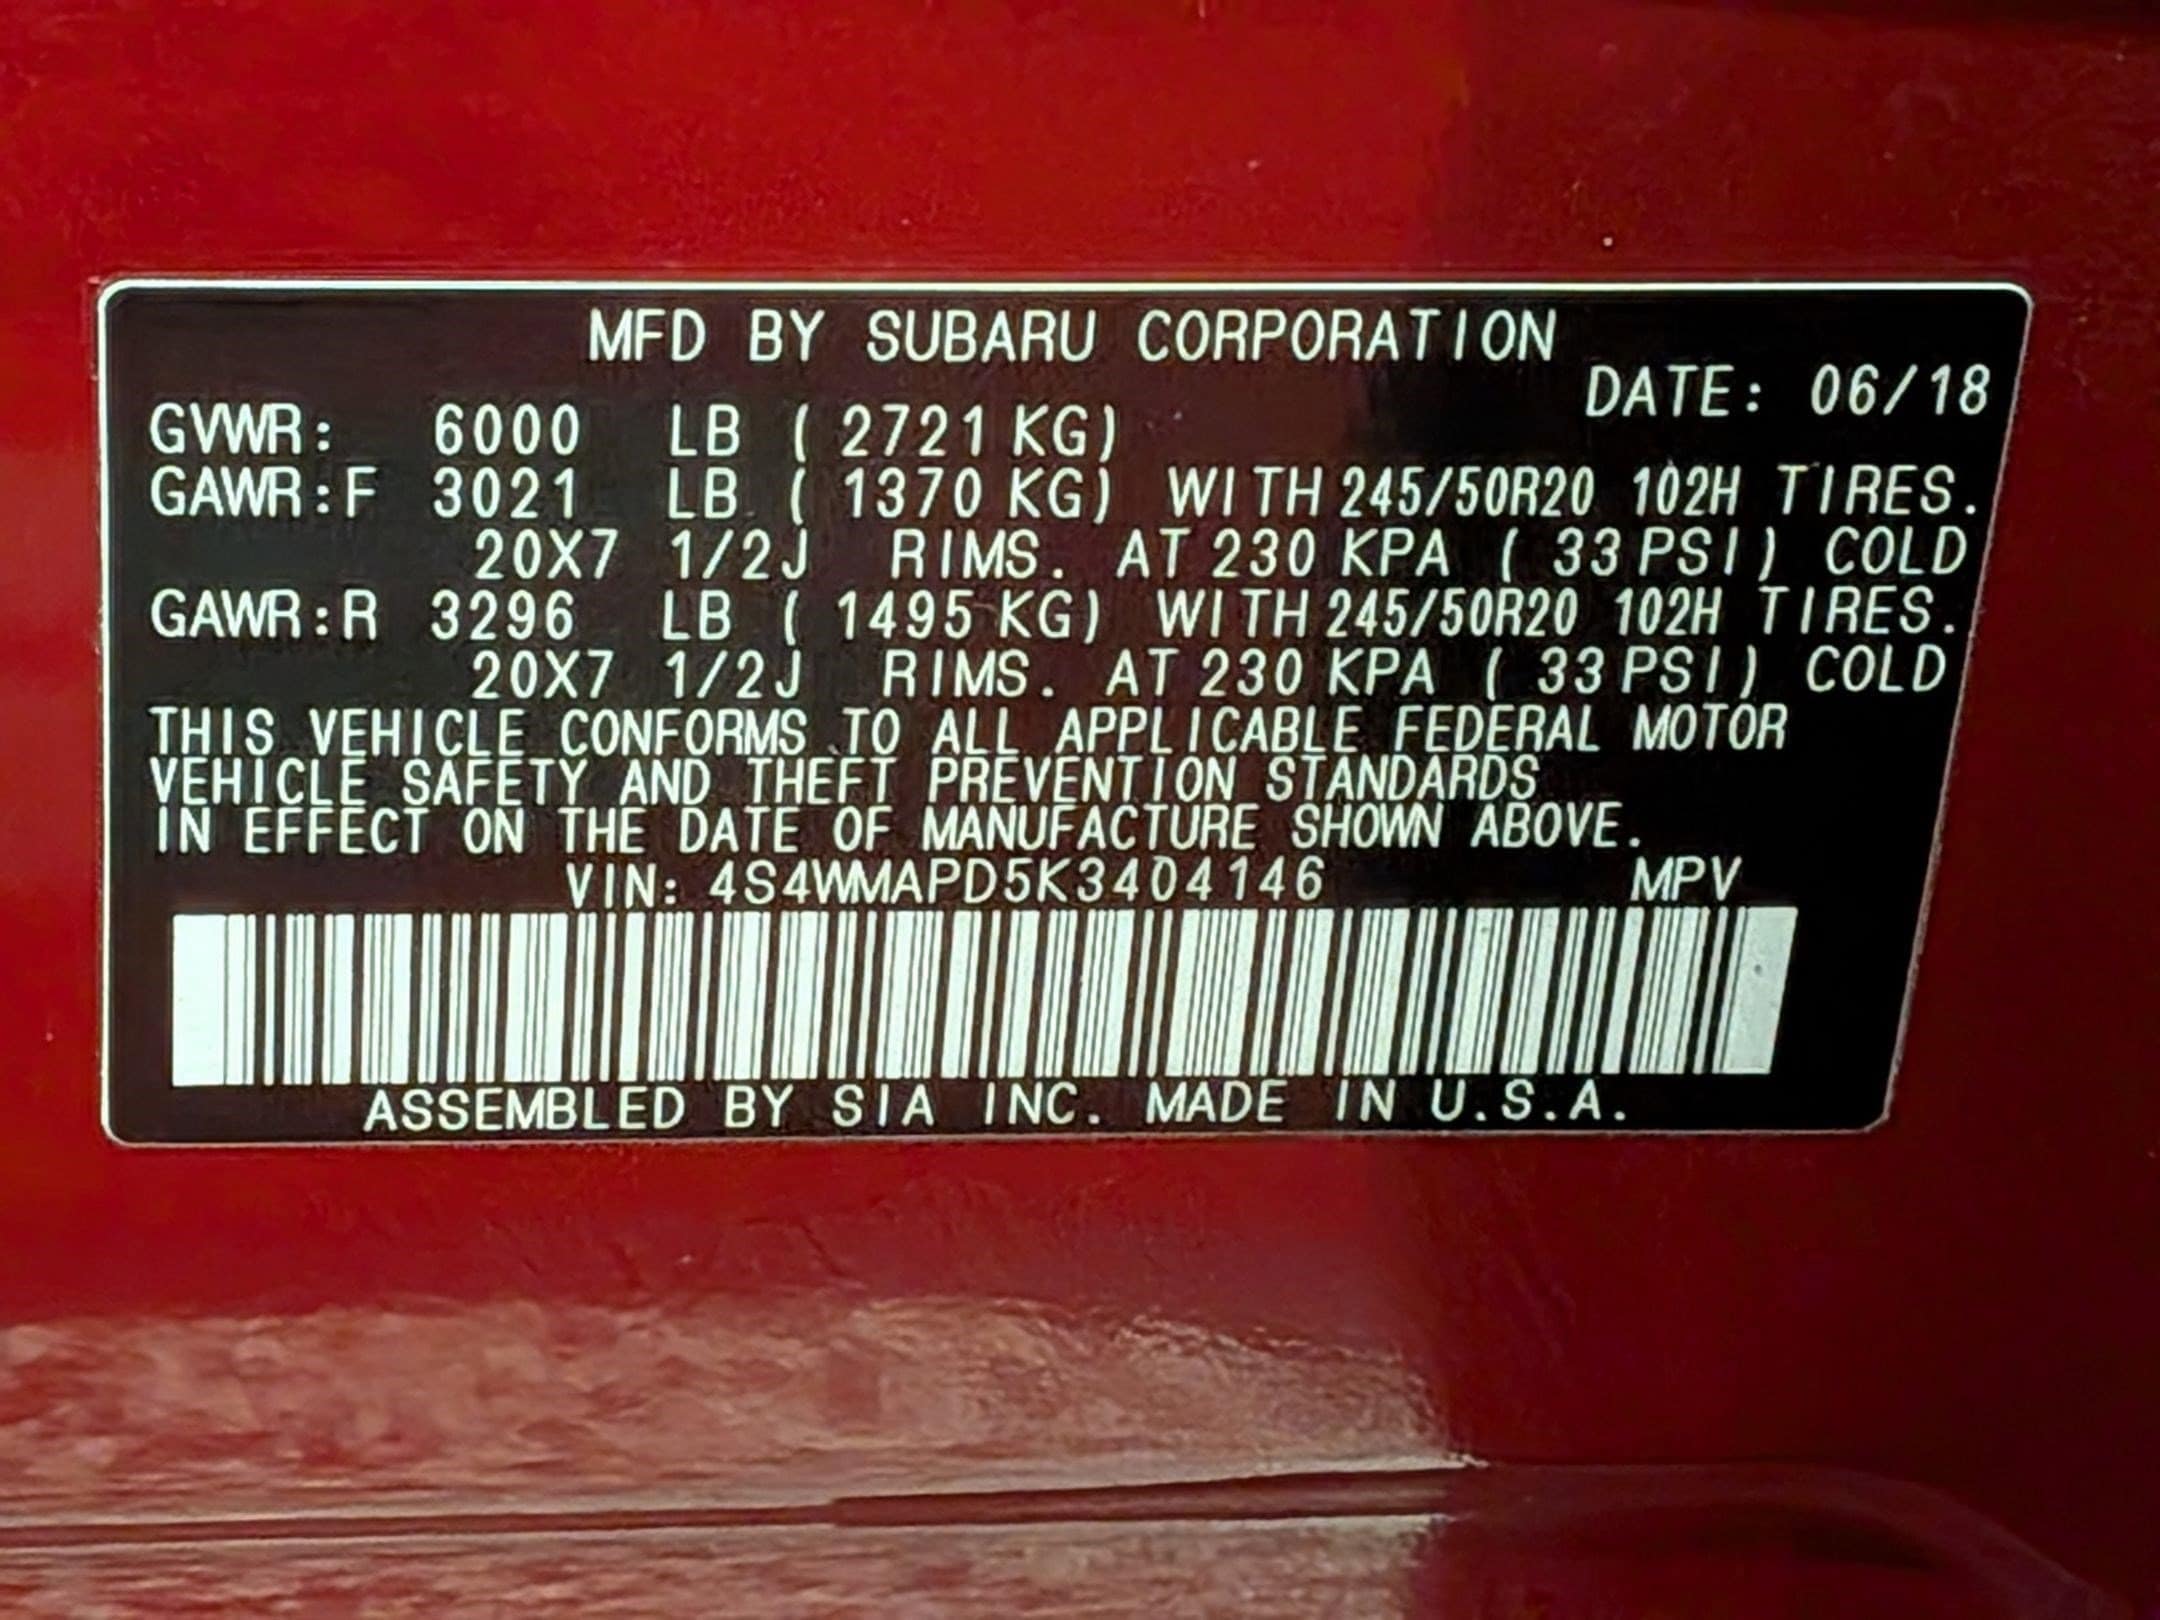 MFD BY SUBARU CORPORATION
DATE: 06/18
GVWR: 6000 LB ( 2721 KG)
GAWR:F 3021 LB ( 1370 KG) WITH 245/50R20 102H TIRES.
20X7 1/2J RIMS. AT 230 KPA ( 33 PSI) COLD
GAWR:R 3296 LB ( 1495 KG) WITH 245/50R20 102H TIRES.
20X7 1/2J RIMS. AT 230 KPA ( 33 PSI) COLD
THIS VEHICLE CONFORMS TO ALL APPLICABLE FEDERAL MOTOR
VEHICLE SAFETY AND THEFT PREVENTION STANDARDS
IN EFFECT ON THE DATE OF MANUFACTURE SHOWN ABOVE.
VIN: 4S4WMAPD5K3404146 MPV
ASSEMBLED BY SIA INC. MADE IN U.S.A.